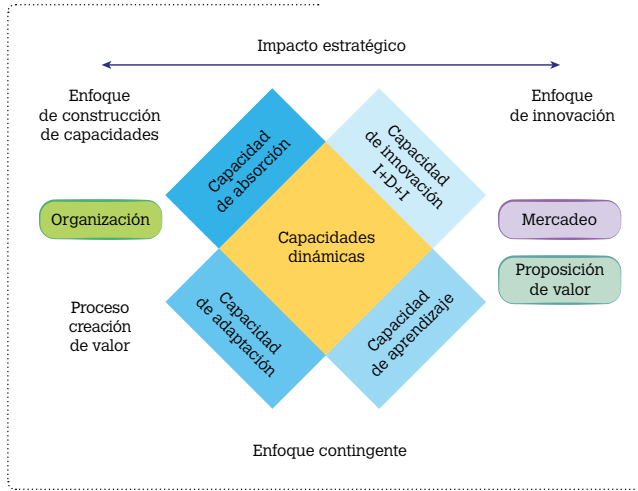 Impacto estratégico
Enfoque
de construcción
de capacidades
Enfoque
de innovación
Capacidad
de absorción
Capacidad
de innovación
I+D+I
Organización
Capacidades
dinámicas
Mercadeo
Proposición
de valor
Proceso
creación
de valor
Capacidad
de adaptación
Capacidad
de aprendizaje
Enfoque contingente